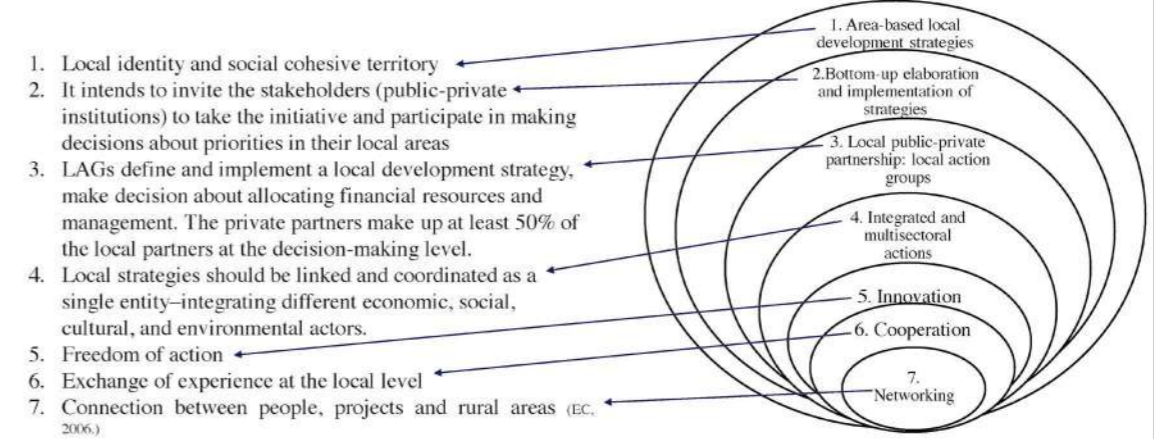 1. Local identity and social cohesive territory
2. It intends to invite the stakeholders (public-private
institutions) to take the initiative and participate in making
decisions about priorities in their local areas
3. LAGs define and implement a local development strategy,
make decision about allocating financial resources and
management. The private partners make up at least 50% of
the local partners at the decision-making level.
4. Local strategies should be linked and coordinated as a
single entity–integrating different economic, social,
cultural, and environmental actors.
5. Freedom of action
6. Exchange of experience at the local level
7. Connection between people, projects and rural areas (EC,
2006.)
1. Area-based local
development strategies
2.Bottom-up elaboration
and implementation of
strategies
3. Local public-private
partnership: local action
groups
4. Integrated and
multisectoral
actions
5. Innovation
6. Cooperation
7.
Networking